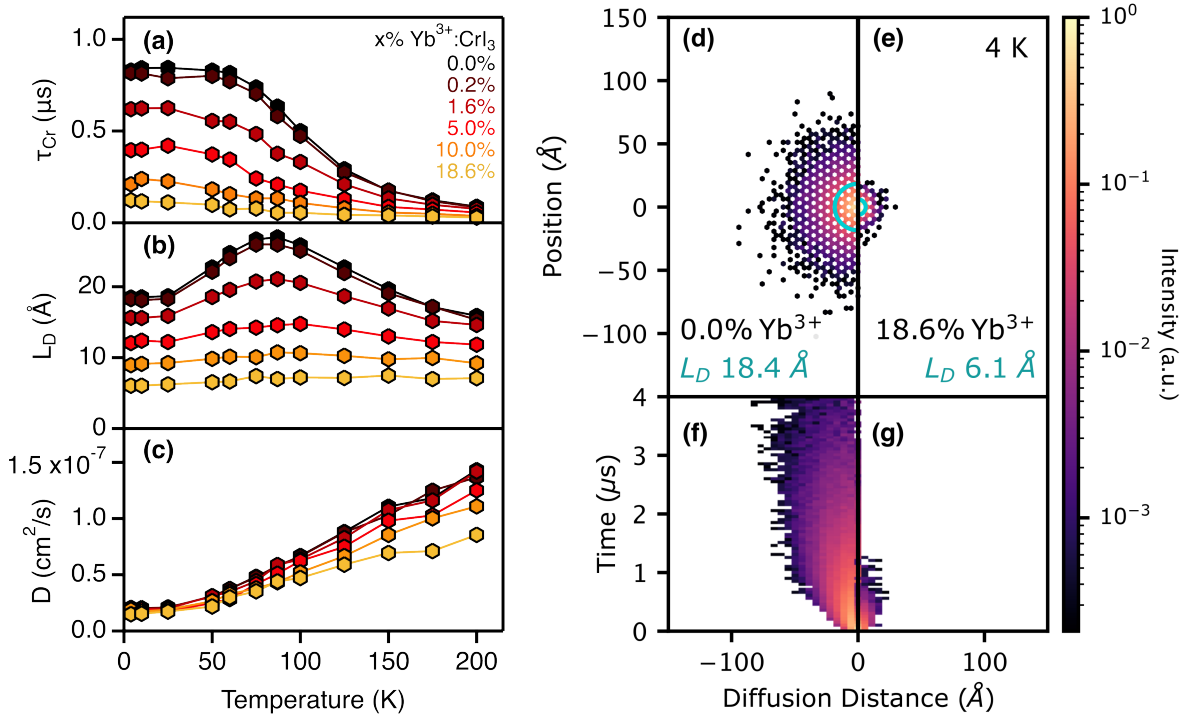 (a)
x% Yb³⁺:CrI₃
0.0%
0.2%
1.6%
5.0%
10.0%
18.6%
1.0
0.5
0.0
τCr (µs)
(b)
20
10
0
L_D (Å)
(c)
1.5 x10⁻⁷
1.0
0.5
0.0
D (cm²/s)
0 50 100 150 200
Temperature (K)
(d)
(e)
4 K
150
100
50
0
−50
−100
Position (Å)
0.0% Yb³⁺
L_D 18.4 Å
18.6% Yb³⁺
L_D 6.1 Å
(f)
(g)
4
3
2
1
0
Time (µs)
−100 0 100
Diffusion Distance (Å)
10⁰
10⁻¹
10⁻²
10⁻³
Intensity (a.u.)